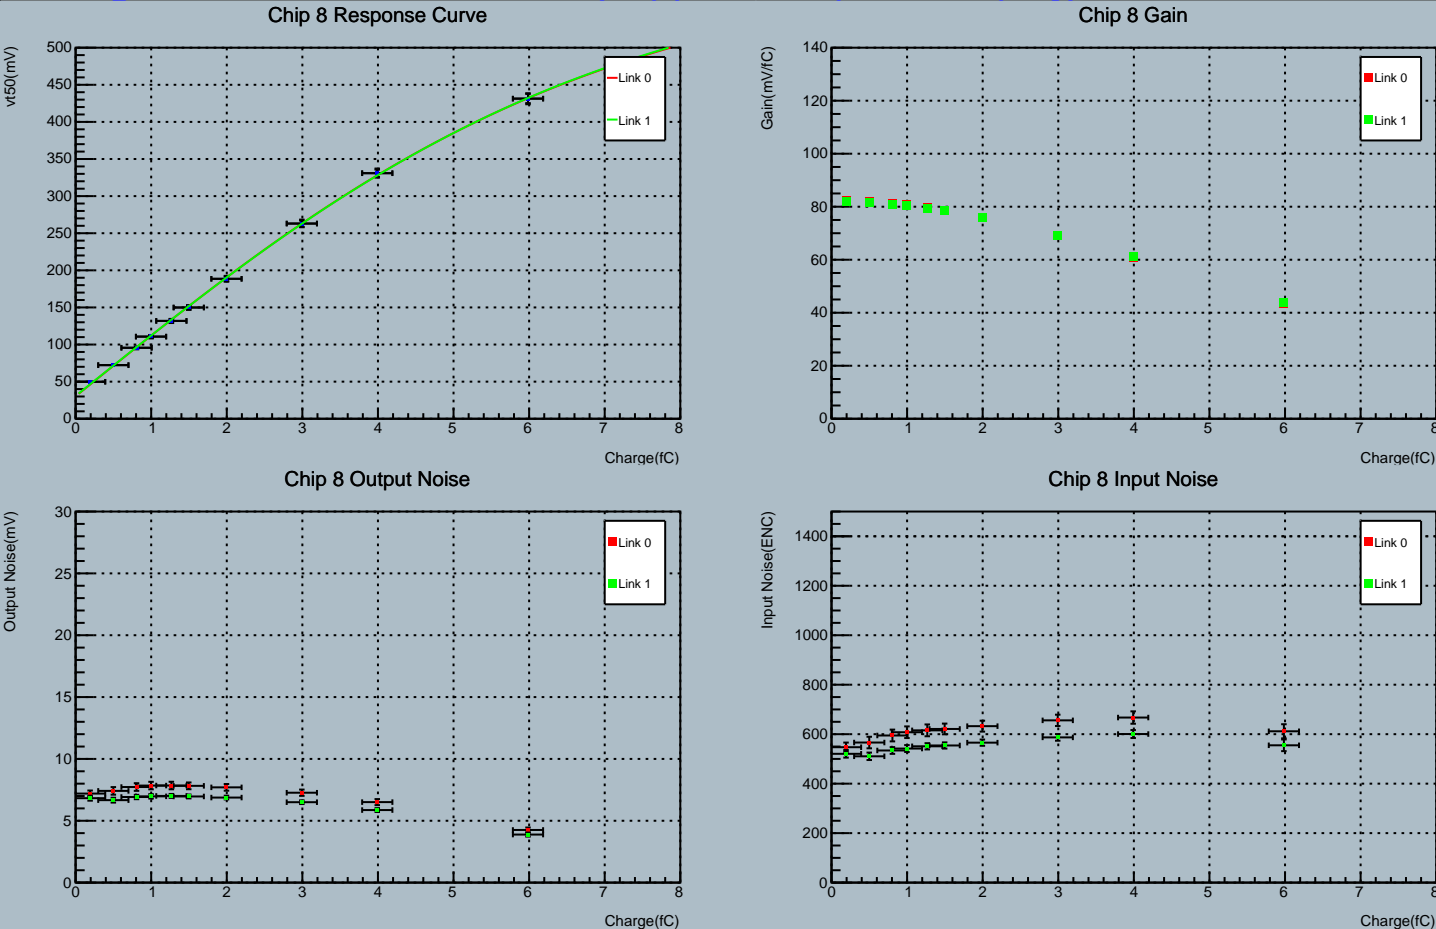 Chip 8 Response Curve
vt50(mV)
500
450
400
350
300
250
200
150
100
50
0
0 1 2 3 4 5 6 7 8
Charge(fC)
Link 0
Link 1
Chip 8 Gain
Gain(mV/fC)
140
120
100
80
60
40
20
0
0 1 2 3 4 5 6 7 8
Charge(fC)
Link 0
Link 1
Chip 8 Output Noise
Output Noise(mV)
30
25
20
15
10
5
0
0 1 2 3 4 5 6 7 8
Charge(fC)
Link 0
Link 1
Chip 8 Input Noise
Input Noise(ENC)
1400
1200
1000
800
600
400
200
0
0 1 2 3 4 5 6 7 8
Charge(fC)
Link 0
Link 1